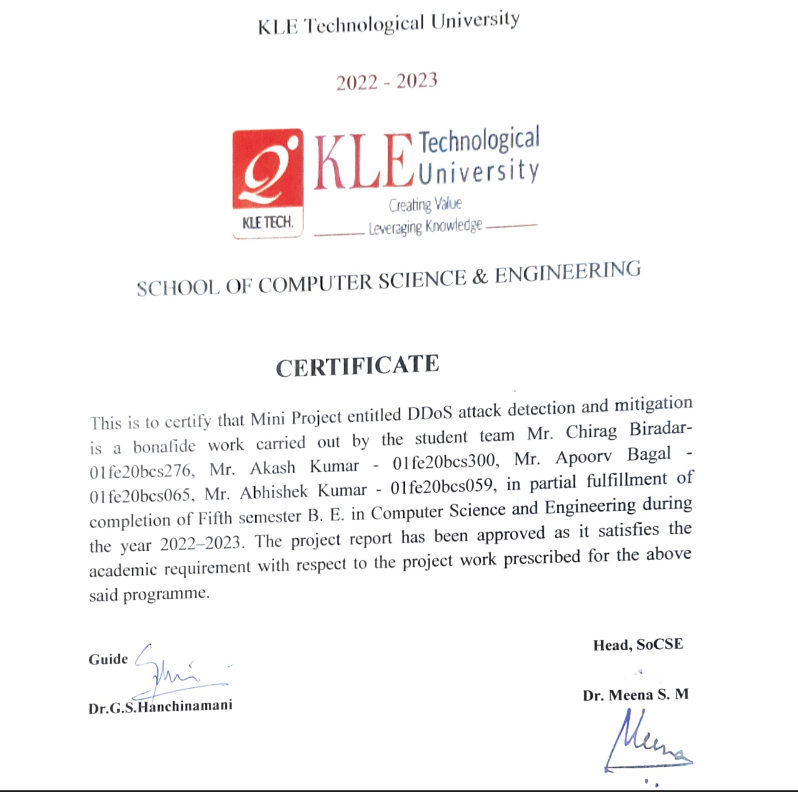 KLE Technological University
2022 - 2023
KLE Technological
University
KLE TECH.
Creating Value
Leveraging Knowledge
SCHOOL OF COMPUTER SCIENCE & ENGINEERING
CERTIFICATE
This is to certify that Mini Project entitled DDoS attack detection and mitigation
is a bonafide work carried out by the student team Mr. Chirag Biradar-
01fe20bcs276, Mr. Akash Kumar - 01fe20bcs300, Mr. Apoorv Bagal -
01fe20bcs065, Mr. Abhishek Kumar - 01fe20bcs059, in partial fulfillment of
completion of Fifth semester B. E. in Computer Science and Engineering during
the year 2022–2023. The project report has been approved as it satisfies the
academic requirement with respect to the project work prescribed for the above
said programme.
Guide
Dr.G.S.Hanchinamani
Head, SoCSE
Dr. Meena S. M
Meena